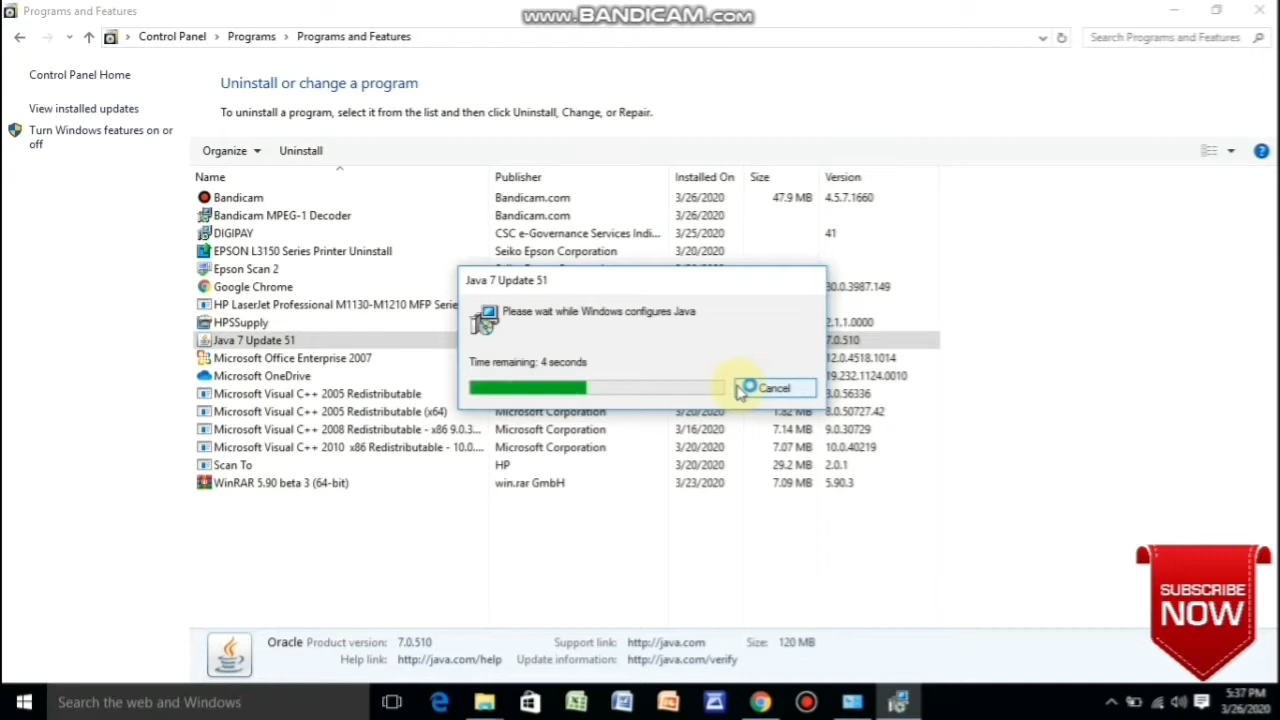 Programs and Features
www.BANDICAM.com
Control Panel > Programs > Programs and Features
Search Programs and Features
Control Panel Home
View installed updates
Turn Windows features on or
off
Uninstall or change a program
To uninstall a program, select it from the list and then click Uninstall, Change, or Repair.
Organize Uninstall
Name Publisher Installed On Size Version
Bandicam Bandicam.com 3/26/2020 47.9 MB 4.5.7.1660
Bandicam MPEG-1 Decoder Bandicam.com 3/26/2020
DIGIPAY CSC e-Governance Services Indi... 3/25/2020 41
EPSON L3150 Series Printer Uninstall Seiko Epson Corporation 3/20/2020
Epson Scan 2
Google Chrome 80.0.3987.149
HP LaserJet Professional M1130-M1210 MFP Serie
HPSSupply 2.1.1.0000
Java 7 Update 51 7.0.510
Microsoft Office Enterprise 2007 12.0.4518.1014
Microsoft OneDrive 19.232.1124.0010
Microsoft Visual C++ 2005 Redistributable 8.0.56336
Microsoft Visual C++ 2005 Redistributable (x64) Microsoft Corporation 3/20/2020 1.82 MB 8.0.50727.42
Microsoft Visual C++ 2008 Redistributable - x86 9.0.3... Microsoft Corporation 3/16/2020 7.14 MB 9.0.30729
Microsoft Visual C++ 2010 x86 Redistributable - 10.0.... Microsoft Corporation 3/20/2020 7.07 MB 10.0.40219
Scan To HP 3/20/2020 29.2 MB 2.0.1
WinRAR 5.90 beta 3 (64-bit) win.rar GmbH 3/23/2020 7.09 MB 5.90.3
Java 7 Update 51
Please wait while Windows configures Java
Time remaining: 4 seconds
Cancel
Oracle Product version: 7.0.510 Support link: http://java.com Size: 120 MB
Help link: http://java.com/help Update information: http://java.com/verify
SUBSCRIBE
NOW
Search the web and Windows
5:37 PM
3/26/2020